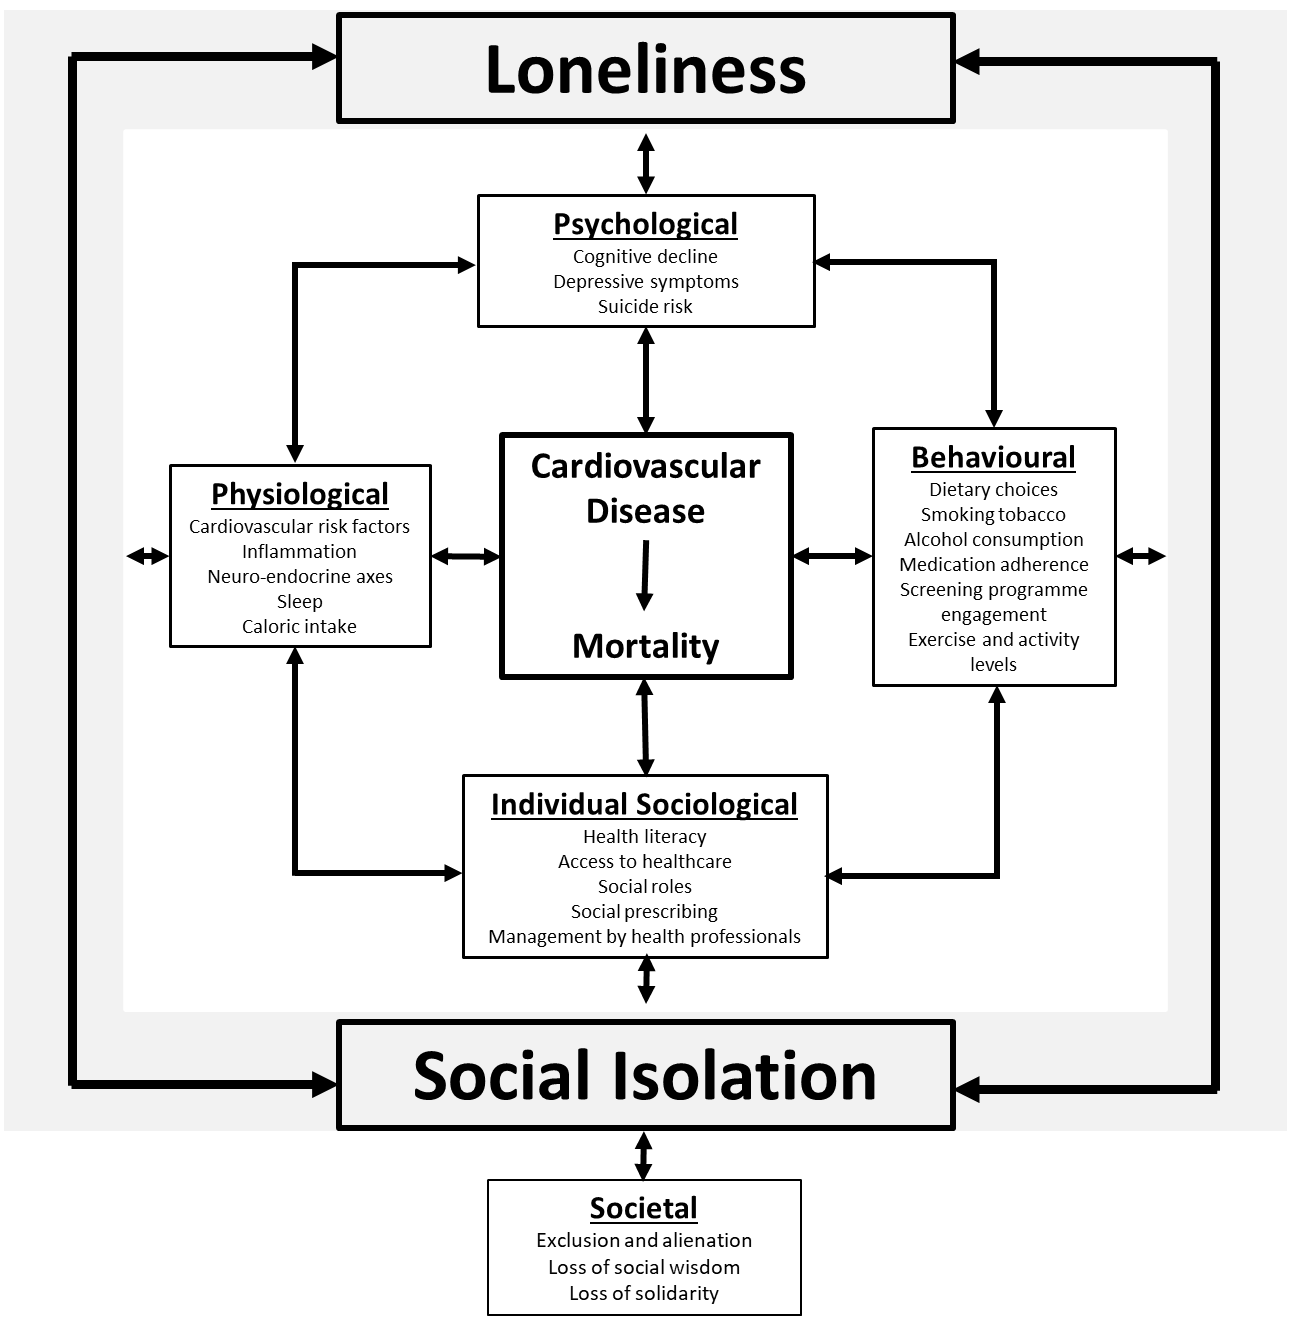 Loneliness
Psychological
Cognitive decline
Depressive symptoms
Suicide risk
Physiological
Cardiovascular risk factors
Inflammation
Neuro-endocrine axes
Sleep
Caloric intake
Cardiovascular
Disease
Mortality
Behavioural
Dietary choices
Smoking tobacco
Alcohol consumption
Medication adherence
Screening programme
engagement
Exercise and activity
levels
Individual Sociological
Health literacy
Access to healthcare
Social roles
Social prescribing
Management by health professionals
Social Isolation
Societal
Exclusion and alienation
Loss of social wisdom
Loss of solidarity